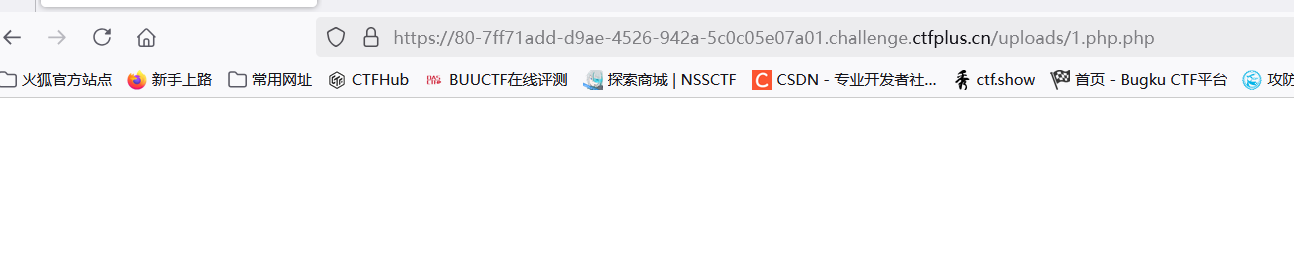 https://80-7ff71add-d9ae-4526-942a-5c0c05e07a01.challenge.ctfplus.cn/uploads/1.php.php
火狐官方站点 新手上路 常用网址 CTFHub BUUCTF在线评测 探索商城 | NSSCTF CSDN - 专业开发者社... ctf.show 首页 - Bugku CTF平台 攻防